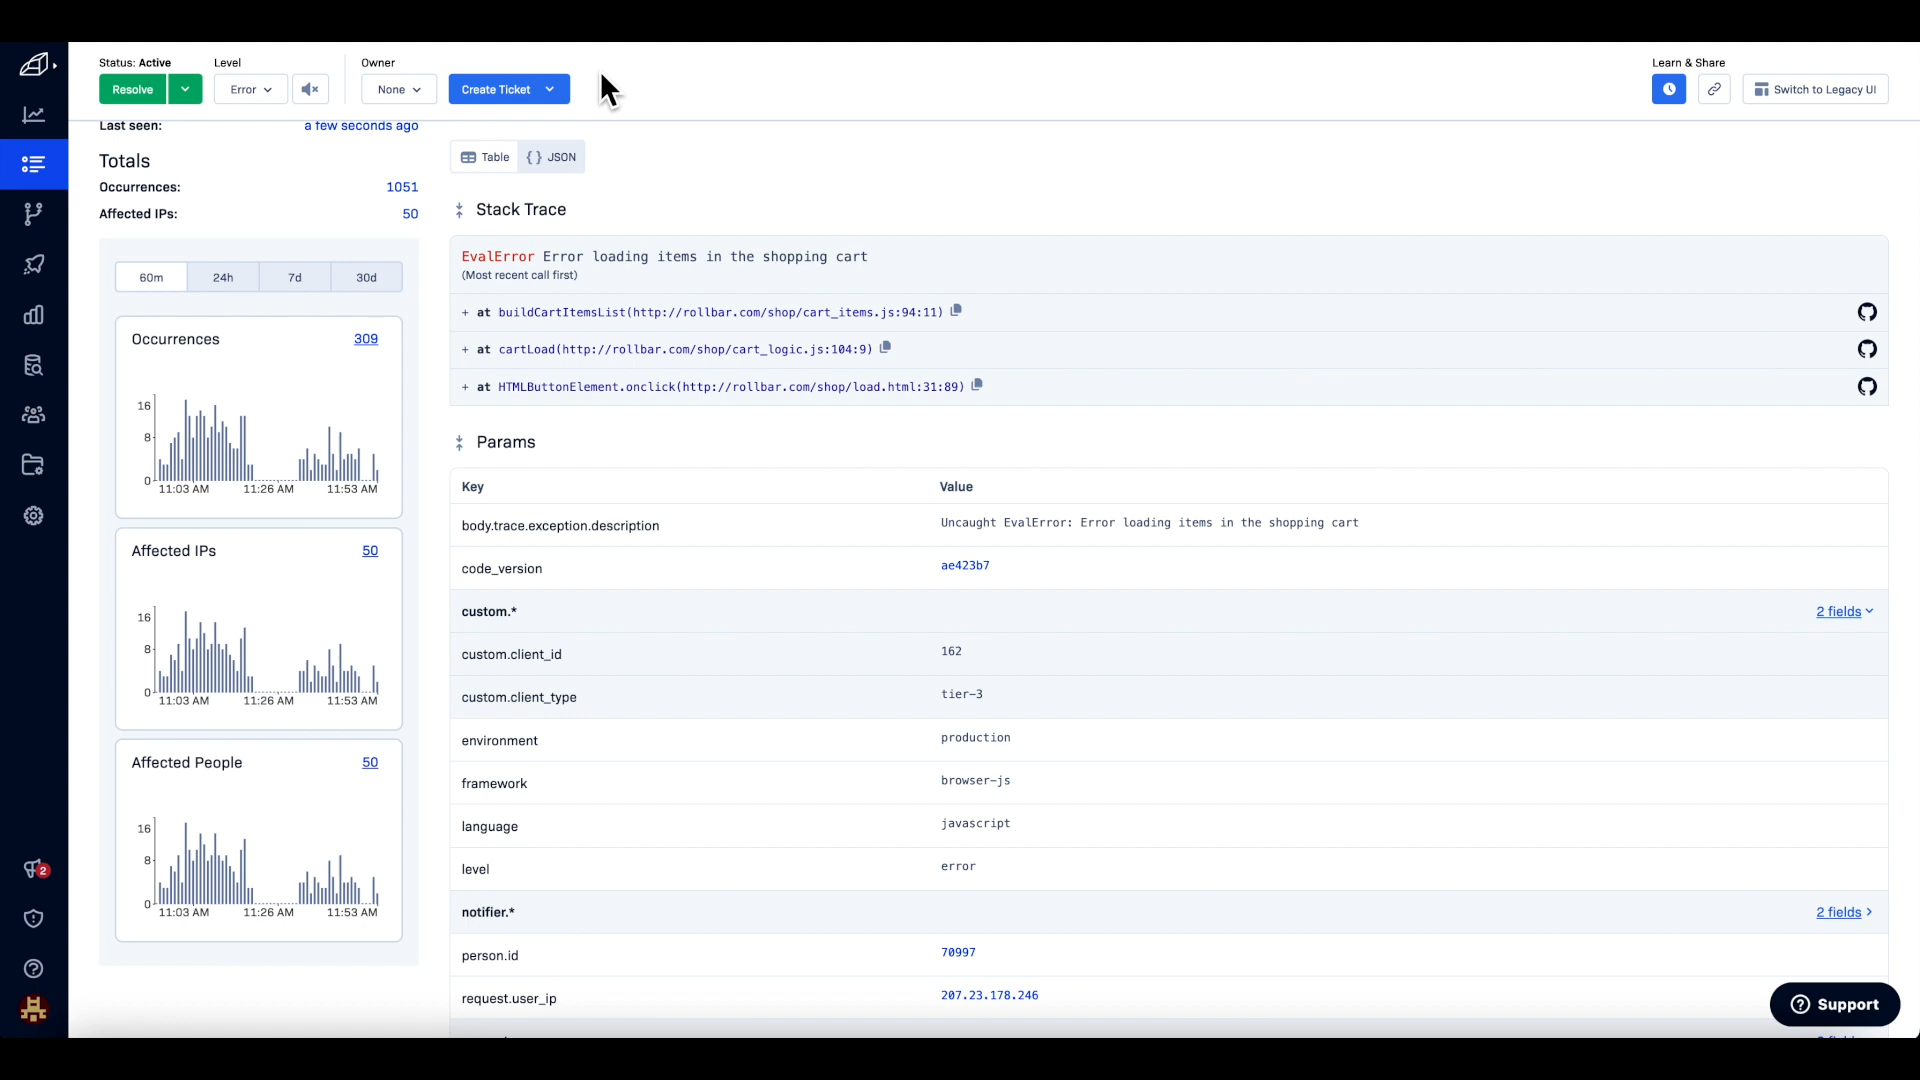 Status: Active
Level
Owner
Learn & Share
Resolve
Error
None
Create Ticket
Switch to Legacy UI
Last seen:
a few seconds ago
Totals
Occurrences:
1051
Affected IPs:
50
60m
24h
7d
30d
Occurrences
309
16
8
0
11:03 AM
11:26 AM
11:53 AM
Affected IPs
50
16
8
0
11:03 AM
11:26 AM
11:53 AM
Affected People
50
16
8
0
11:03 AM
11:26 AM
11:53 AM
2
Table
{ } JSON
Stack Trace
EvalError Error loading items in the shopping cart
(Most recent call first)
+ at buildCartItemsList(http://rollbar.com/shop/cart_items.js:94:11)
+ at cartLoad(http://rollbar.com/shop/cart_logic.js:104:9)
+ at HTMLButtonElement.onclick(http://rollbar.com/shop/load.html:31:89)
Params
Key
Value
body.trace.exception.description
Uncaught EvalError: Error loading items in the shopping cart
code_version
ae423b7
custom.*
2 fields
custom.client_id
162
custom.client_type
tier-3
environment
production
framework
browser-js
language
javascript
level
error
notifier.*
2 fields
person.id
70997
request.user_ip
207.23.178.246
Support